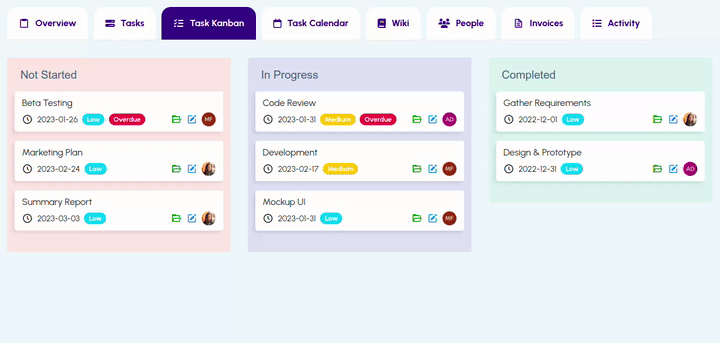 Overview Tasks Task Kanban Task Calendar Wiki People Invoices Activity
Not Started
Beta Testing
2023-01-26 Low Overdue MF
Marketing Plan
2023-02-24 Low
Summary Report
2023-03-03 Low
In Progress
Code Review
2023-01-31 Medium Overdue AD
Development
2023-02-17 Medium MF
Mockup UI
2023-01-31 Low MF
Completed
Gather Requirements
2022-12-01 Low
Design & Prototype
2022-12-31 Low AD